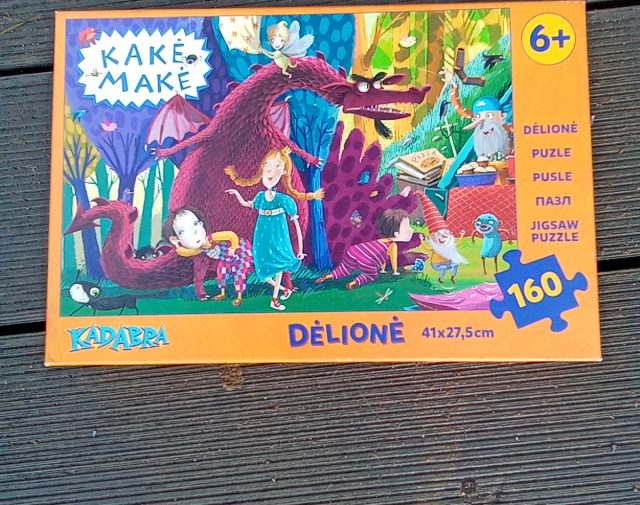 KAKĖ
MAKĖ
6+
DĖLIONĖ
PUZLE
PUSLE
ПАЗЛ
JIGSAW
PUZZLE
160
KADABRA
DĖLIONĖ 41x27,5cm